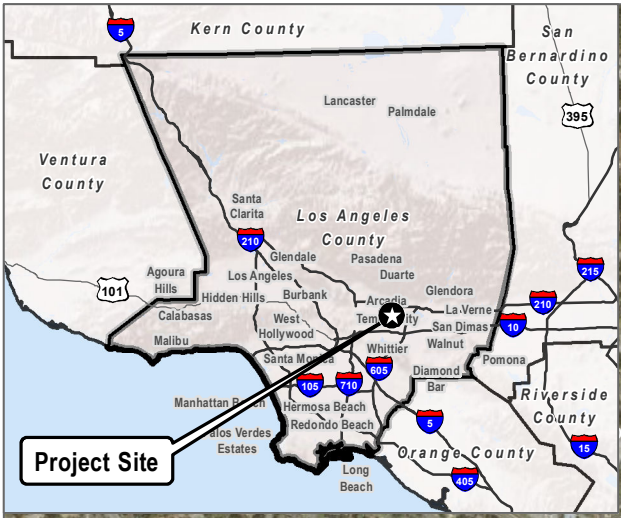 Kern County
5
San
Bernardino
County
Lancaster
Palmdale
395
Ventura
County
Santa
Clarita
Los Angeles
County
210
Glendale
Pasadena
Duarte
215
Agoura
Hills
Los Angeles
101
Hidden Hills
Burbank
Glendora
Arcadia
210
Calabasas
West
Hollywood
La Verne
San Dimas
10
Malibu
Whittier
Walnut
Santa Monica
605
Pomona
105
710
Diamond
Bar
Manhattan Beach
Hermosa Beach
Riverside
County
5
Redondo Beach
Estates
Orange County
15
Project Site
Long
Beach
405